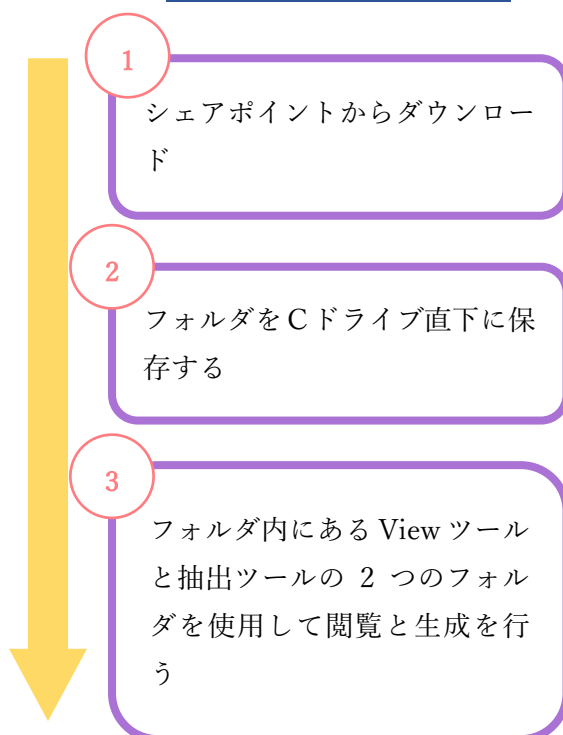 1
シェアポイントからダウンロー
ド
2
フォルダをCドライブ直下に保
存する
3
フォルダ内にある View ツール
と抽出ツールの 2 つのフォル
ダを使用して閲覧と生成を行
う